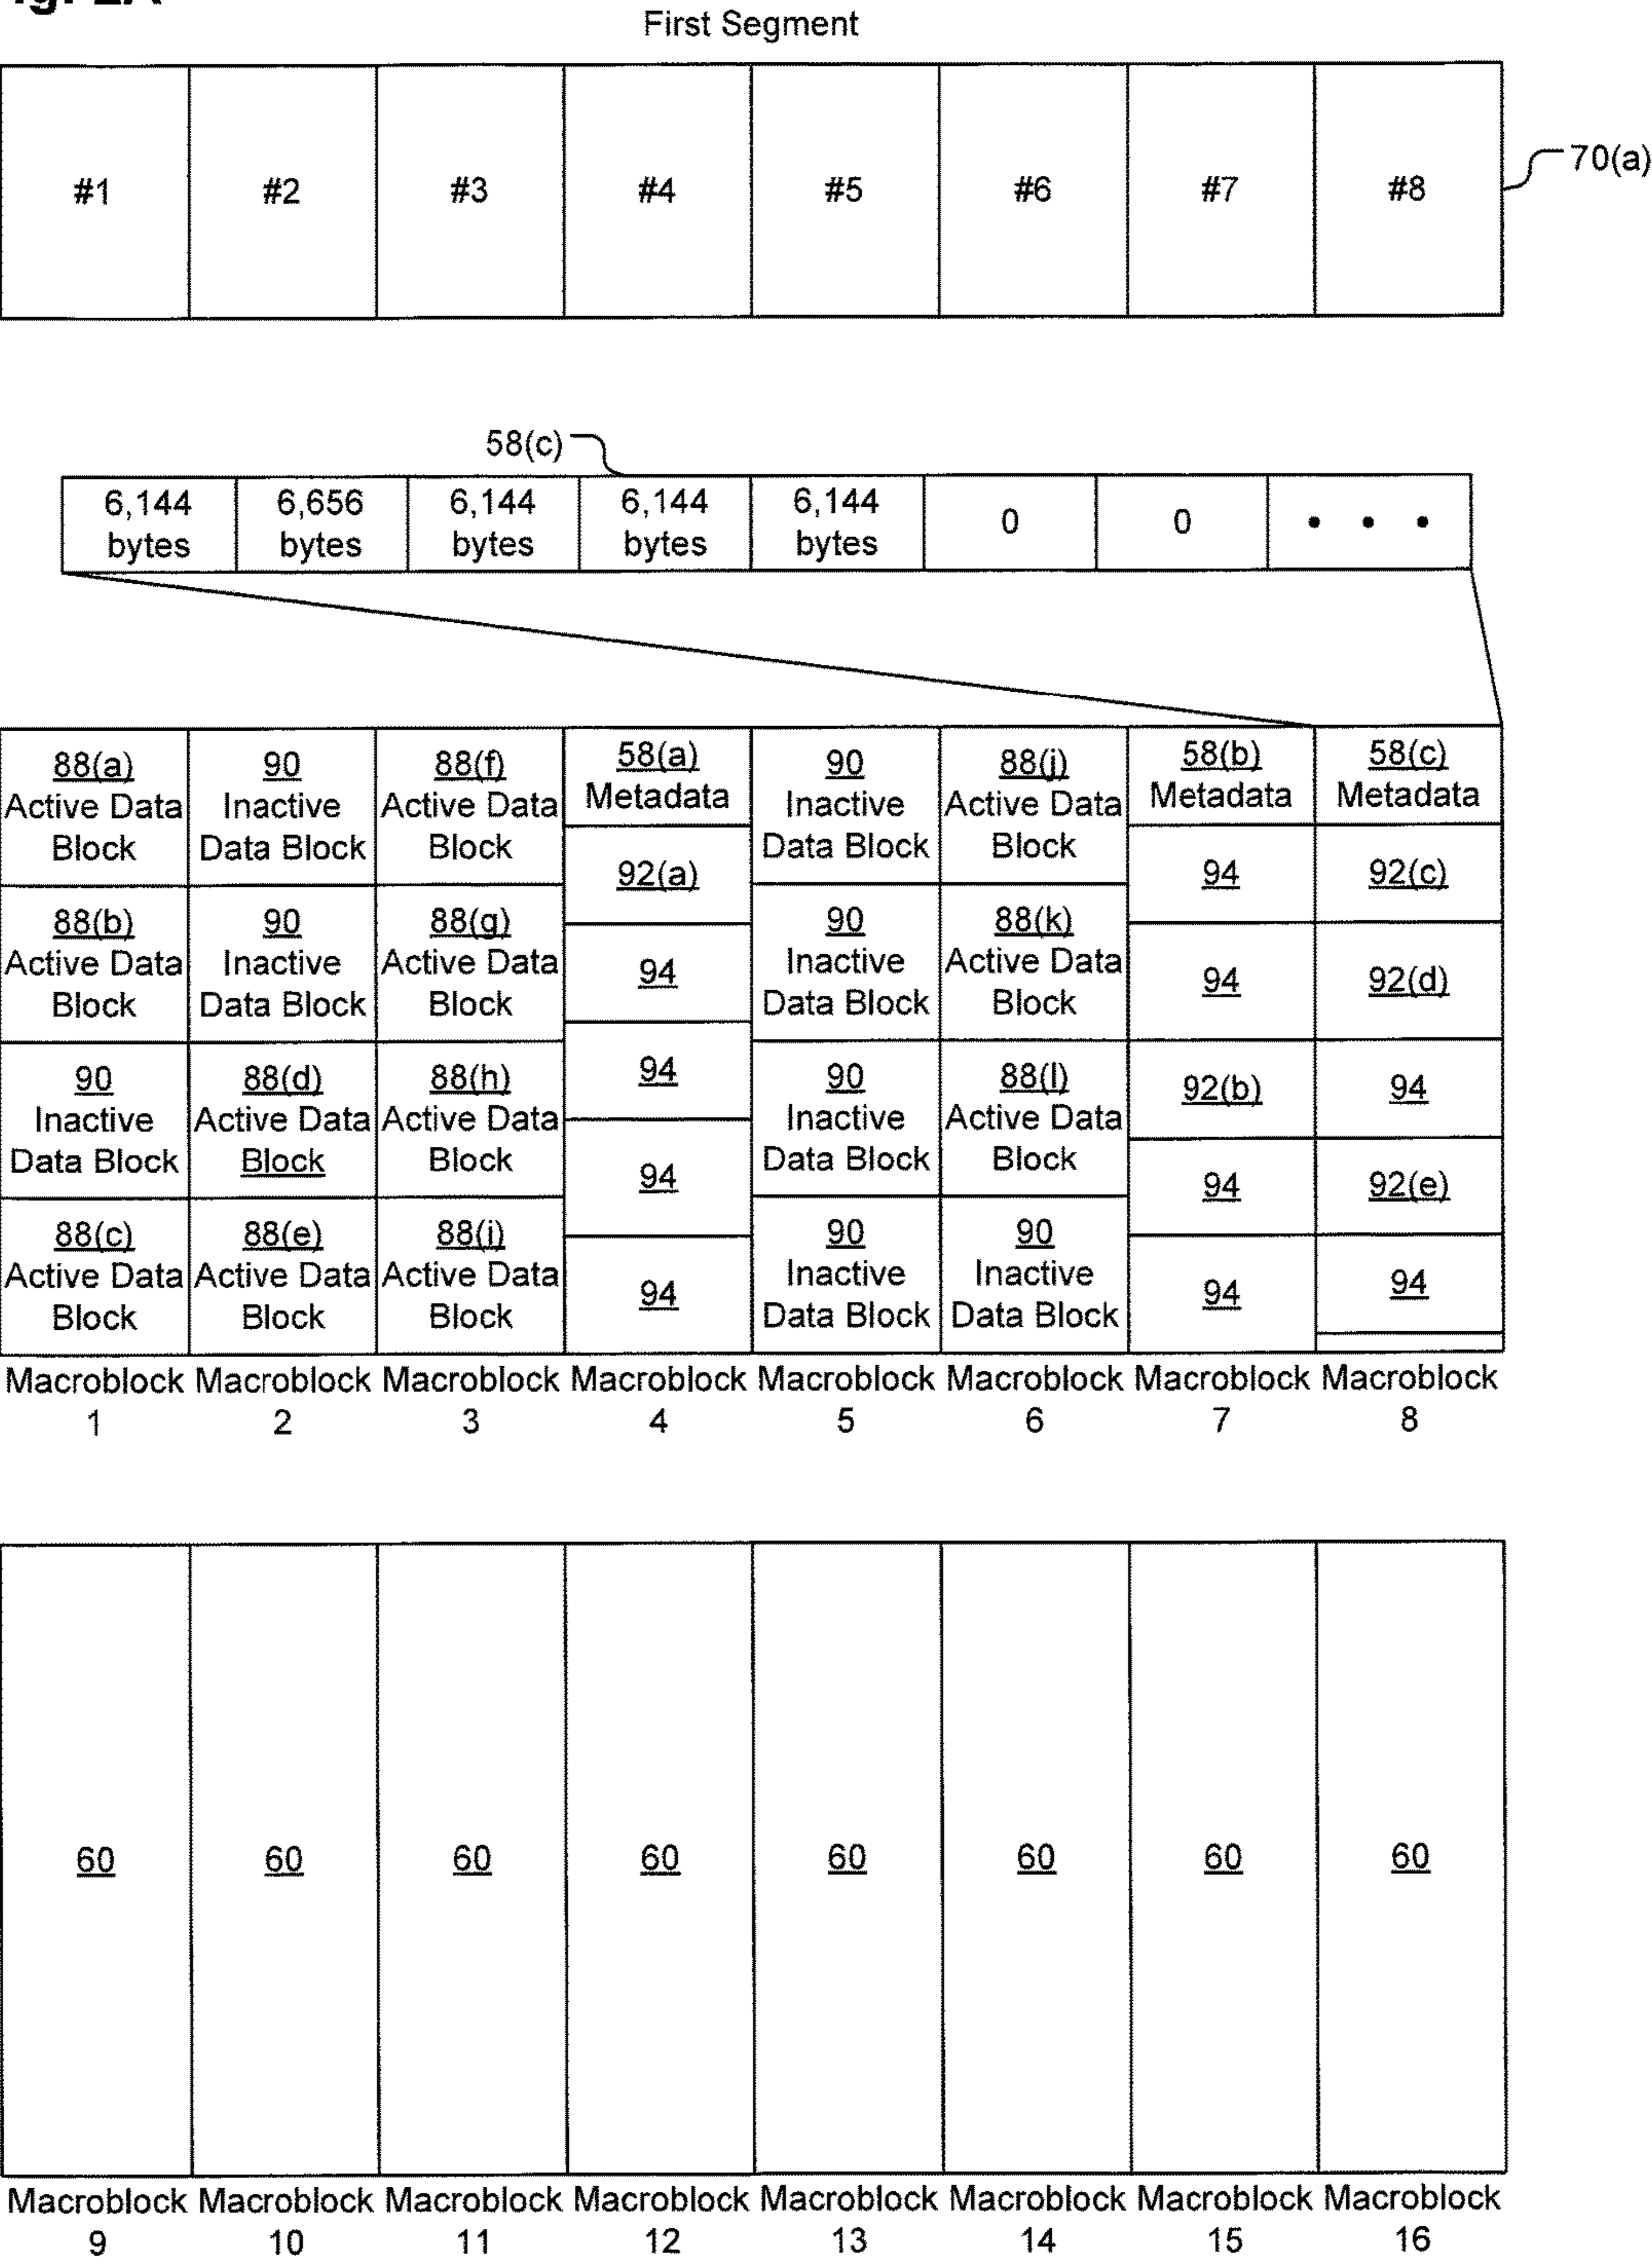 First Segment
#1 #2 #3 #4 #5 #6 #7 #8
70(a)
58(c)
6,144 bytes
6,656 bytes
6,144 bytes
6,144 bytes
6,144 bytes
0
0
• • •
88(a)
Active Data
Block
88(b)
Active Data
Block
90
Inactive
Data Block
88(c)
Active Data
Block
90
Inactive
Data Block
90
Inactive
Data Block
88(d)
Active Data
Block
88(e)
Active Data
Block
88(f)
Active Data
Block
88(g)
Active Data
Block
88(h)
Active Data
Block
88(i)
Active Data
Block
58(a)
Metadata
92(a)
94
94
94
94
90
Inactive
Data Block
90
Inactive
Data Block
90
Inactive
Data Block
90
Inactive
Data Block
88(j)
Active Data
Block
88(k)
Active Data
Block
88(l)
Active Data
Block
90
Inactive
Data Block
58(b)
Metadata
94
94
92(b)
94
94
58(c)
Metadata
92(c)
92(d)
94
92(e)
94
Macroblock Macroblock Macroblock Macroblock Macroblock Macroblock Macroblock Macroblock
1 2 3 4 5 6 7 8
60 60 60 60 60 60 60 60
Macroblock Macroblock Macroblock Macroblock Macroblock Macroblock Macroblock Macroblock
9 10 11 12 13 14 15 16